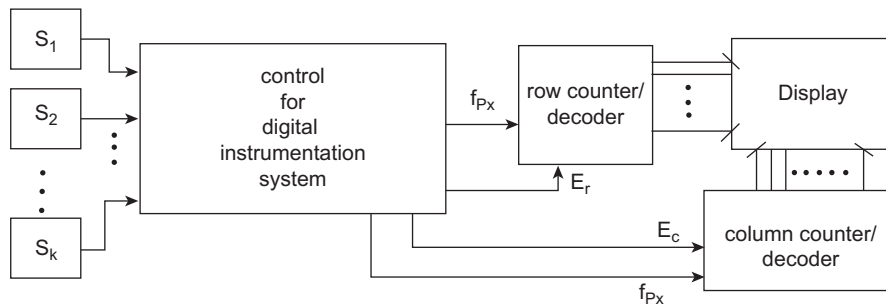 S1
S2
Sk
control
for
digital
instrumentation
system
fPx
Er
row counter/
decoder
Display
Ec
fPx
column counter/
decoder